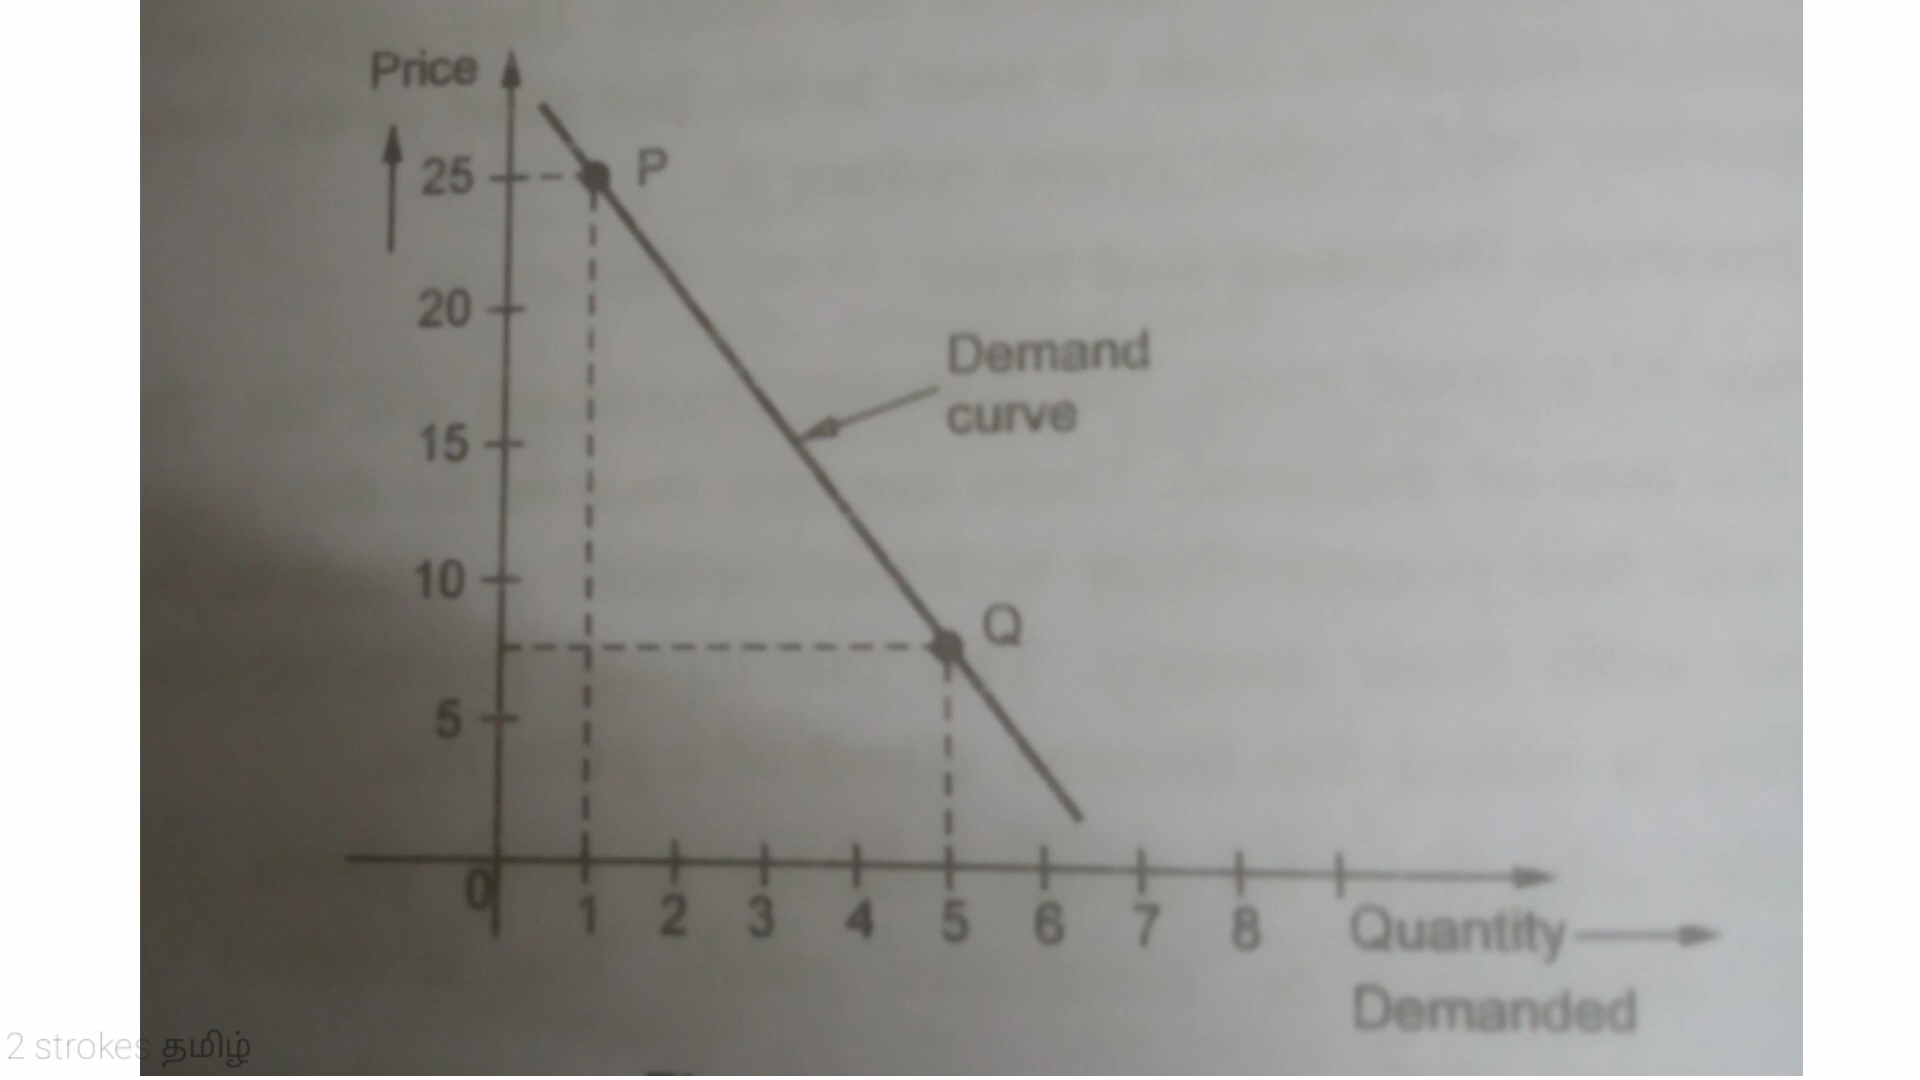 Price
25
P
20
Demand
curve
15
10
Q
5
0
1 2 3 4 5 6 7 8
Quantity
Demanded
2 strokes தமிழ்